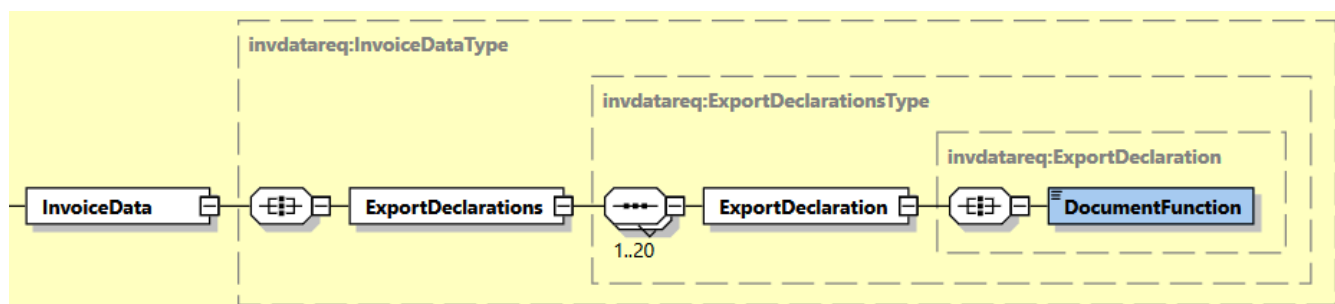 invdatareq:InvoiceDataType
invdatareq:ExportDeclarationsType
invdatareq:ExportDeclaration
InvoiceData
ExportDeclarations
ExportDeclaration
DocumentFunction
1..20